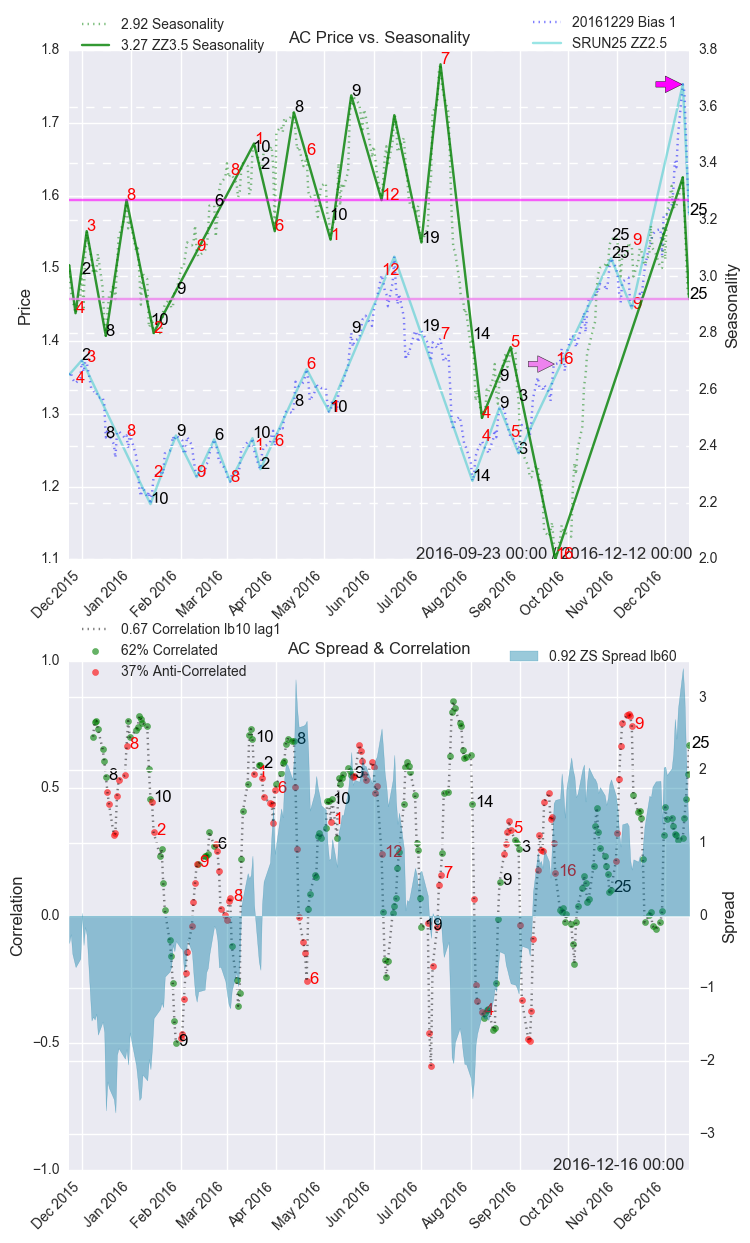 2.92 Seasonality
3.27 ZZ3.5 Seasonality
AC Price vs. Seasonality
20161229 Bias 1
SRUN25 ZZ2.5
1.8
1.7
1.6
1.5
1.4
1.3
1.2
1.1
Price
3.8
3.6
3.4
3.2
3.0
2.8
2.6
2.4
2.2
2.0
Seasonality
2016-09-23 00:00
2016-12-12 00:00
Dec 2015
Jan 2016
Feb 2016
Mar 2016
Apr 2016
May 2016
Jun 2016
Jul 2016
Aug 2016
Sep 2016
Oct 2016
Nov 2016
Dec 2016
0.67 Correlation lb10 lag1
62% Correlated
37% Anti-Correlated
AC Spread & Correlation
0.92 ZS Spread lb60
1.0
0.5
0.0
−0.5
−1.0
Correlation
3
2
1
0
−1
−2
−3
Spread
2016-12-16 00:00
Dec 2015
Jan 2016
Feb 2016
Mar 2016
Apr 2016
May 2016
Jun 2016
Jul 2016
Aug 2016
Sep 2016
Oct 2016
Nov 2016
Dec 2016